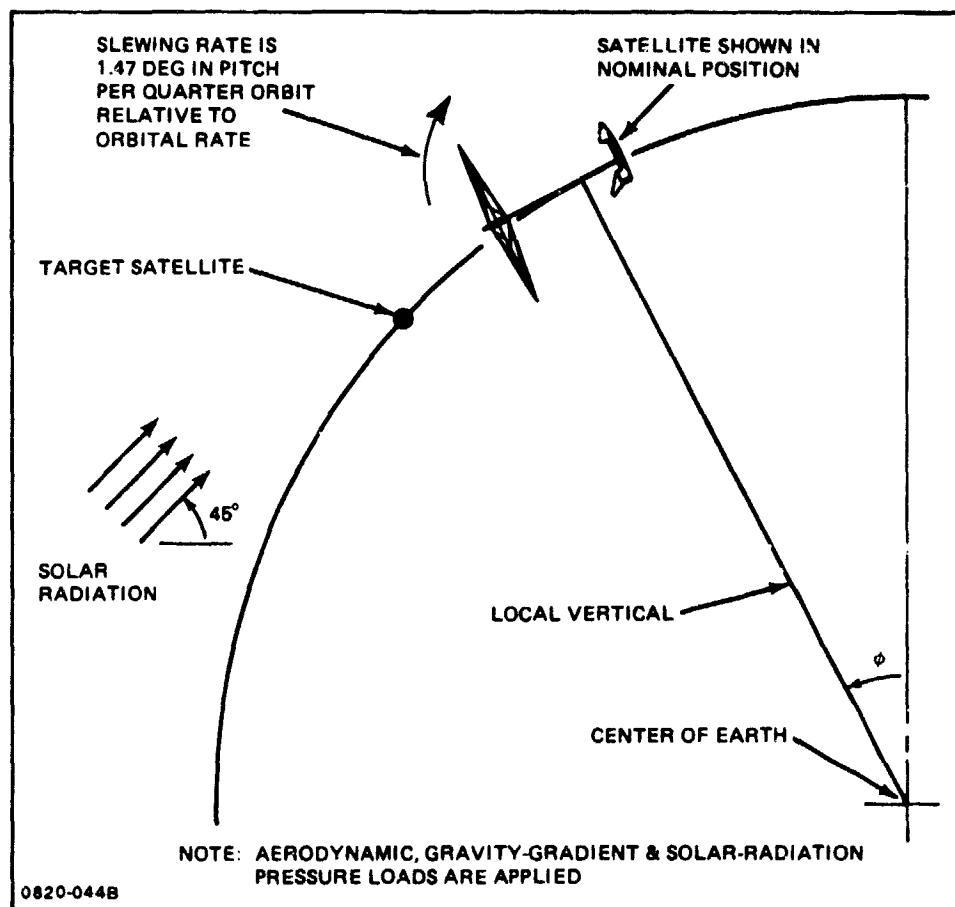 SLEWING RATE IS
1.47 DEG IN PITCH
PER QUARTER ORBIT
RELATIVE TO
ORBITAL RATE
SATELLITE SHOWN IN
NOMINAL POSITION
TARGET SATELLITE
45°
SOLAR
RADIATION
LOCAL VERTICAL
ϕ
CENTER OF EARTH
NOTE: AERODYNAMIC, GRAVITY-GRADIENT & SOLAR-RADIATION
PRESSURE LOADS ARE APPLIED
0820-044B